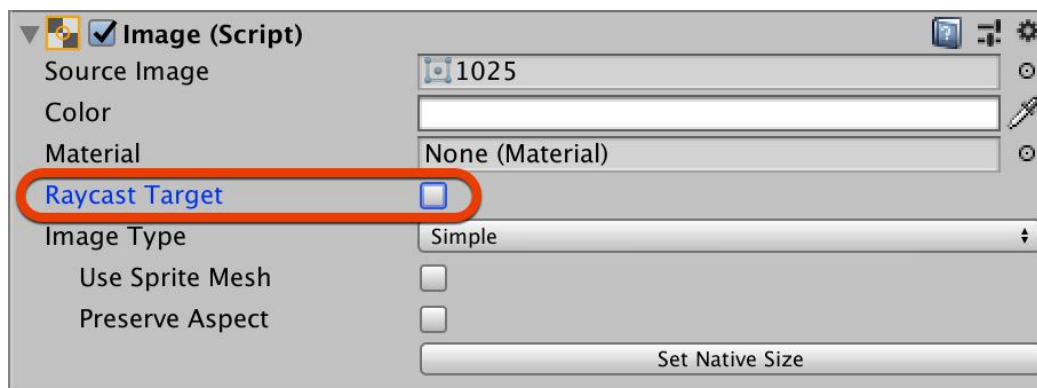 Image (Script)
Source Image 1025
Color
Material None (Material)
Raycast Target
Image Type Simple
Use Sprite Mesh
Preserve Aspect
Set Native Size